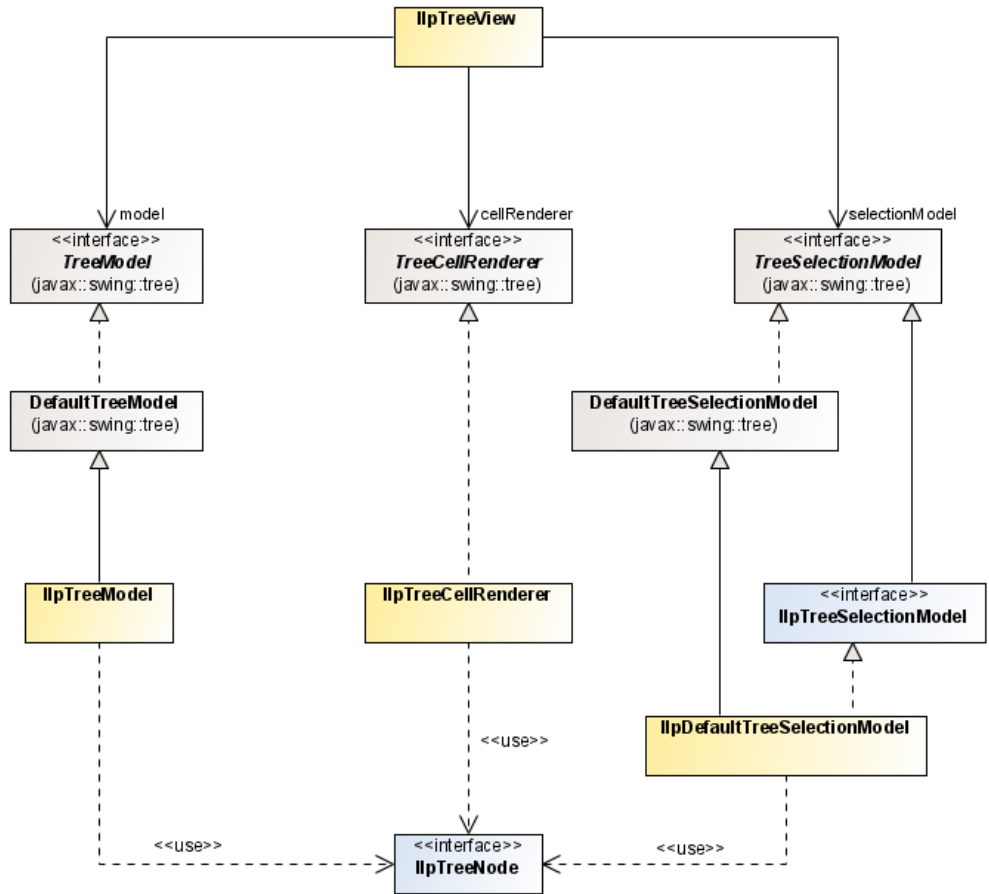 IlpTreeView
model
cellRenderer
selectionModel
<<interface>>
TreeModel
(javax::swing::tree)
<<interface>>
TreeCellRenderer
(javax::swing::tree)
<<interface>>
TreeSelectionModel
(javax::swing::tree)
DefaultTreeModel
(javax::swing::tree)
DefaultTreeSelectionModel
(javax::swing::tree)
IlpTreeModel
IlpTreeCellRenderer
<<interface>>
IlpTreeSelectionModel
IlpDefaultTreeSelectionModel
<<use>>
<<use>>
<<use>>
<<interface>>
IlpTreeNode